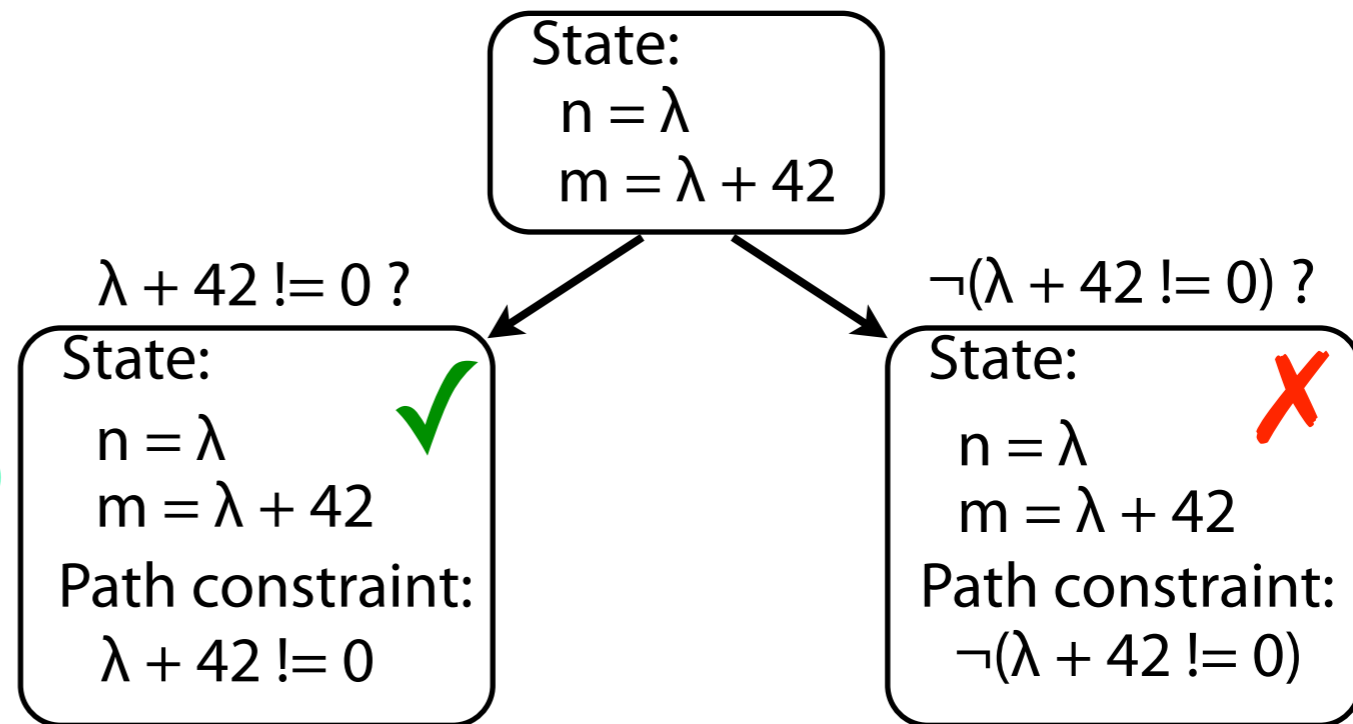 State:
n = λ
m = λ + 42
λ + 42 != 0 ?
State:
n = λ
m = λ + 42
Path constraint:
λ + 42 != 0
¬(λ + 42 != 0) ?
State:
n = λ
m = λ + 42
Path constraint:
¬(λ + 42 != 0)